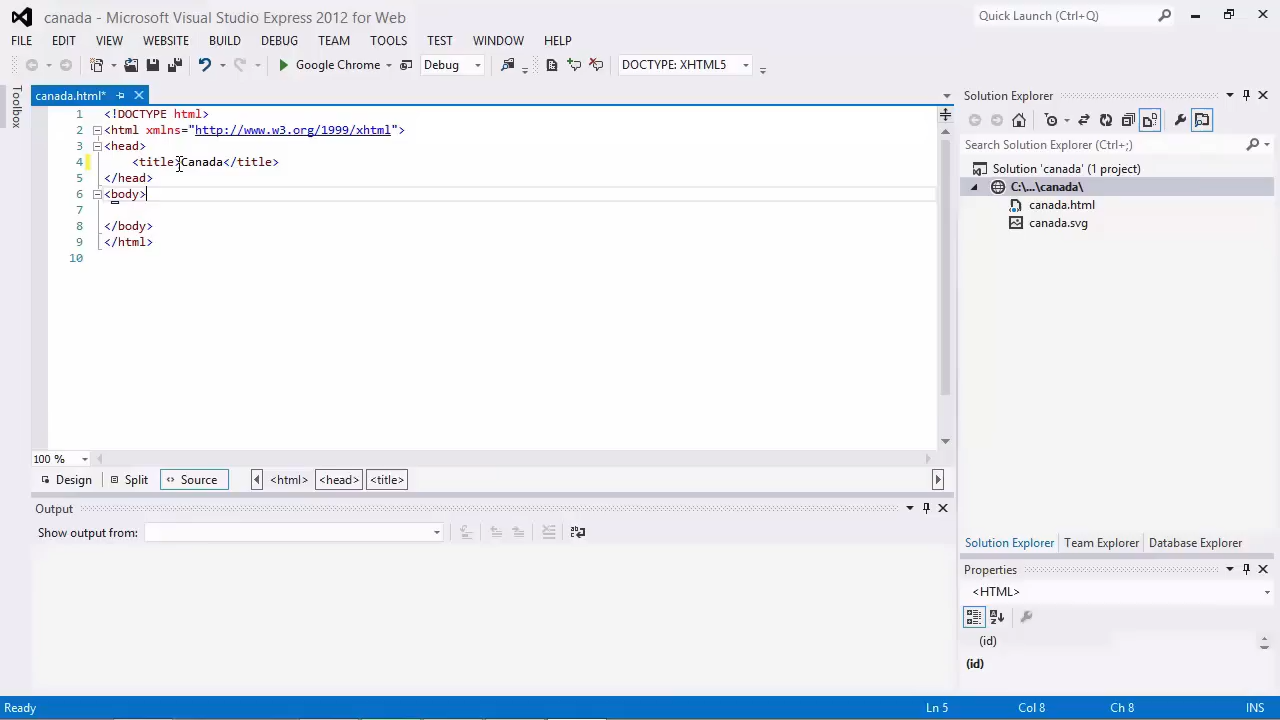 canada - Microsoft Visual Studio Express 2012 for Web
Quick Launch (Ctrl+Q)
FILE EDIT VIEW WEBSITE BUILD DEBUG TEAM TOOLS TEST WINDOW HELP
Google Chrome Debug DOCTYPE: XHTML5
Toolbox
canada.html*
1 <!DOCTYPE html>
2 <html xmlns="http://www.w3.org/1999/xhtml">
3 <head>
4 <title>Canada</title>
5 </head>
6 <body>
7
8 </body>
9 </html>
10
100 %
Design Split Source <html> <head> <title>
Output
Show output from:
Solution Explorer
Search Solution Explorer (Ctrl+;)
Solution 'canada' (1 project)
C:\...\canada\
canada.html
canada.svg
Solution Explorer Team Explorer Database Explorer
Properties
<HTML>
(id)
(id)
Ready Ln 5 Col 8 Ch 8 INS